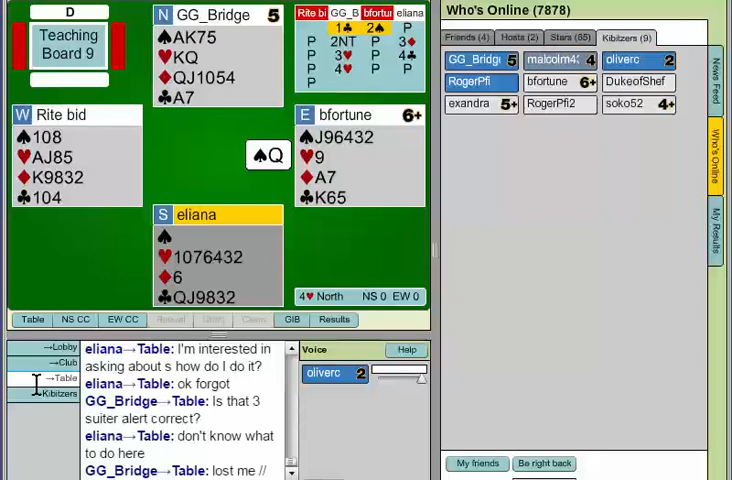 D
Teaching
Board 9
N GG_Bridge 5
♠AK75
♥KQ
♦QJ1054
♣A7
Rite bi GG_B bfortur eliana
1♣ 2♠ P
P 2NT P 3♦
P 3♥ P 4♣
P 4♥ P P
P
W Rite bid
♠108
♥AJ85
♦K9832
♣104
♠Q
E bfortune 6+
♠J96432
♥9
♦A7
♣K65
S eliana
♠
♥1076432
♦6
♣QJ9832
4♥ North NS 0 EW 0
Table NS CC EW CC Undo Claim GIB Results
→Lobby
→Club
→Table
→Kibitzers
eliana→Table: I'm interested in
asking about s how do I do it?
eliana→Table: ok forgot
GG_Bridge→Table: Is that 3
suiter alert correct?
eliana→Table: don't know what
to do here
GG_Bridge→Table: lost me //
Voice Help
oliverc 2
Who's Online (7878)
Friends (4) Hosts (2) Stars (85) Kibitzers (9)
GG_Bridg 5 malcolm4 4 oliverc 2
RogerPfi bfortune 6+ DukeofShef
exandra 5+ RogerPfi2 soko52 4+
News Feed
Who's Online
My Results
My friends Be right back